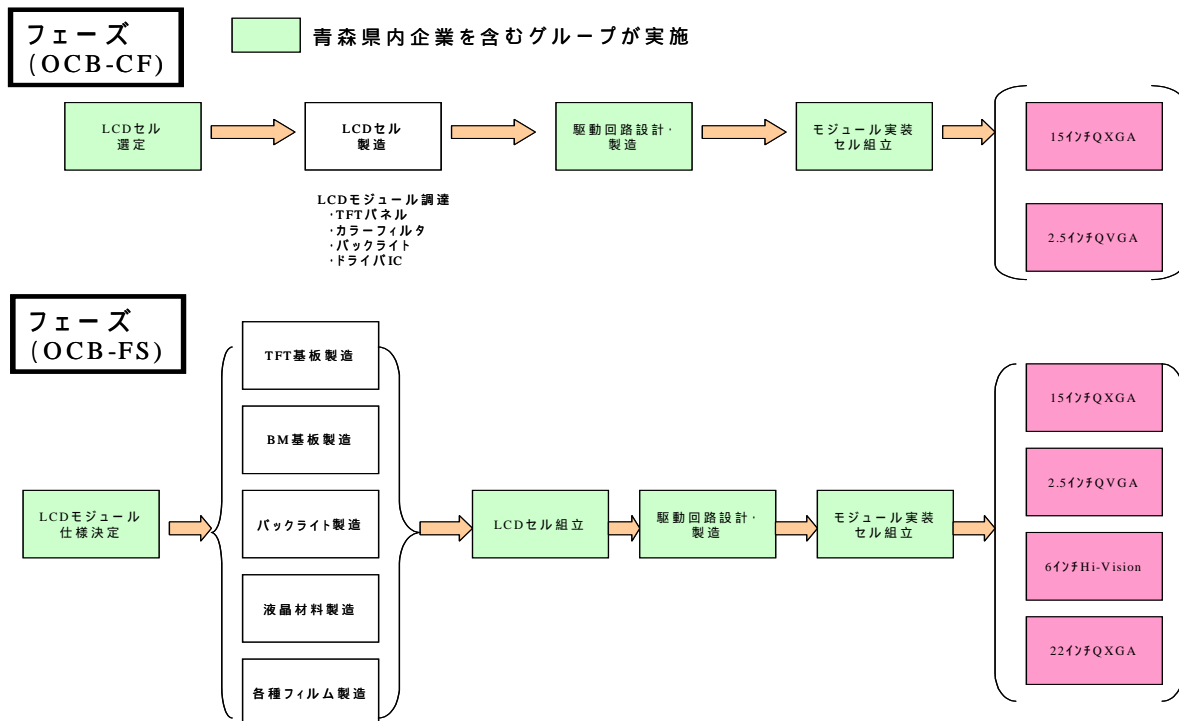 フェーズ
(OCB-CF)
青森県内企業を含むグループが実施
LCDセル
選定
LCDセル
製造
駆動回路設計・
製造
モジュール実装
セル組立
15インチQXGA
2.5インチQVGA
LCDモジュール調達
・TFTパネル
・カラーフィルタ
・バックライト
・ドライバIC
フェーズ
(OCB-FS)
TFT基板製造
BM基板製造
バックライト製造
液晶材料製造
各種フィルム製造
LCDモジュール
仕様決定
LCDセル組立
駆動回路設計・
製造
モジュール実装
セル組立
15インチQXGA
2.5インチQVGA
6インチHi-Vision
22インチQXGA